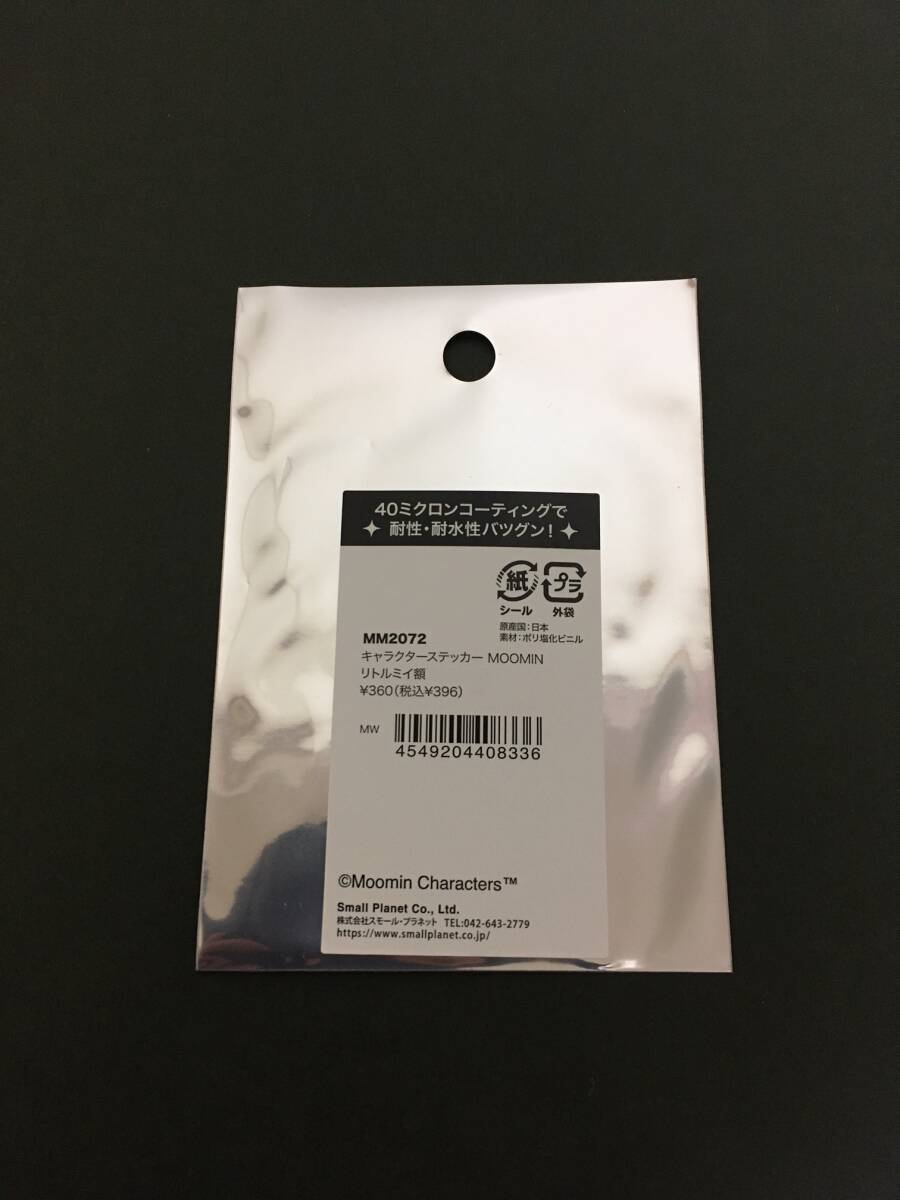 40ミクロンコーティングで
耐性・耐水性バツグン!
紙 プラ
シール 外袋
原産国:日本
素材:ポリ塩化ビニル
MM2072
キャラクターステッカー MOOMIN
リトルミイ額
¥360(税込¥396)
MW
4549204408336
©Moomin Characters™
Small Planet Co., Ltd.
株式会社スモール・プラネット TEL:042-643-2779
https://www.smallplanet.co.jp/